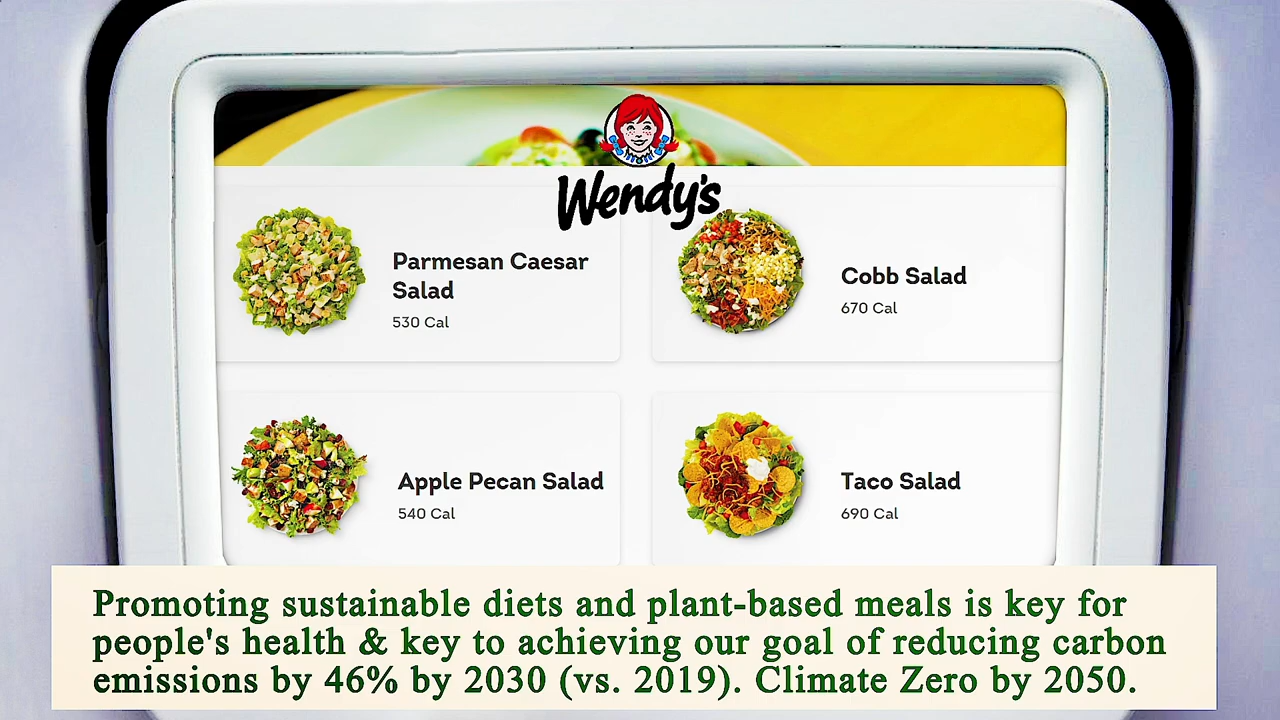 Wendy's
Parmesan Caesar
Salad
530 Cal
Cobb Salad
670 Cal
Apple Pecan Salad
540 Cal
Taco Salad
690 Cal
Promoting sustainable diets and plant-based meals is key for
people's health & key to achieving our goal of reducing carbon
emissions by 46% by 2030 (vs. 2019). Climate Zero by 2050.